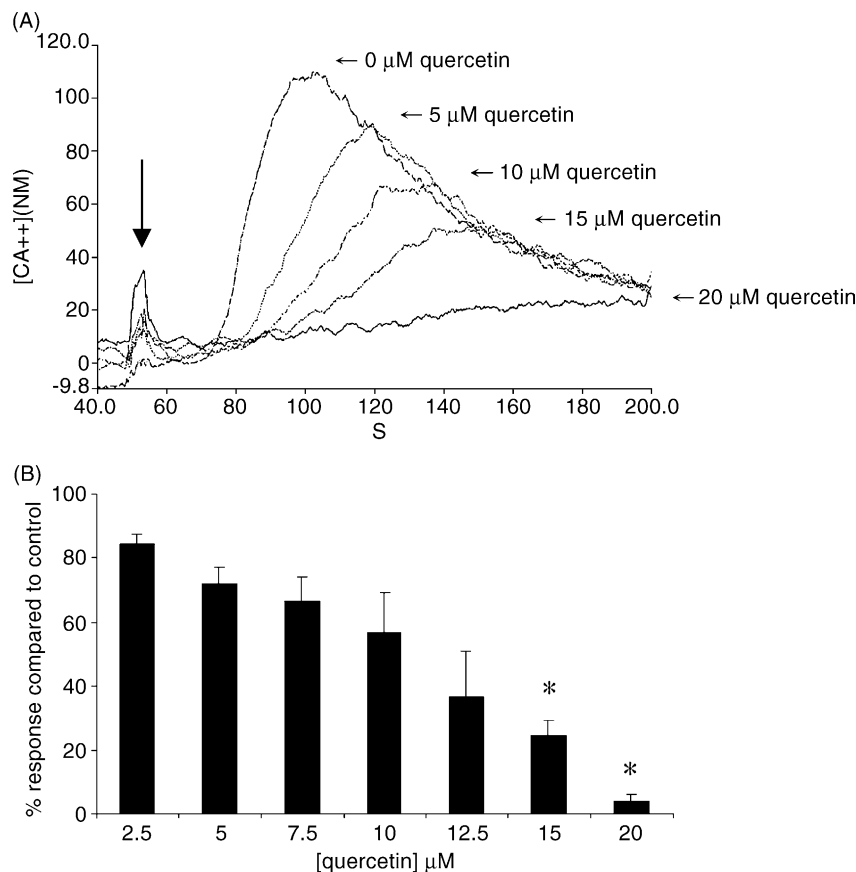 (A)
120.0
100
80
60
40
20
0
-9.8
[CA++](NM)
← 0 μM quercetin
← 5 μM quercetin
← 10 μM quercetin
← 15 μM quercetin
← 20 μM quercetin
40.0 60 80 100 120 140 160 180 200.0
S
(B)
100
80
60
40
20
0
% response compared to control
*
*
2.5 5 7.5 10 12.5 15 20
[quercetin] μM